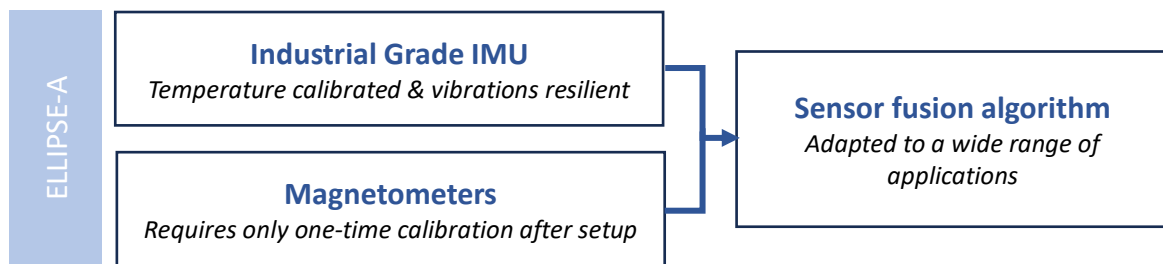 ELLIPSE-A
Industrial Grade IMU
Temperature calibrated & vibrations resilient
Magnetometers
Requires only one-time calibration after setup
Sensor fusion algorithm
Adapted to a wide range of
applications